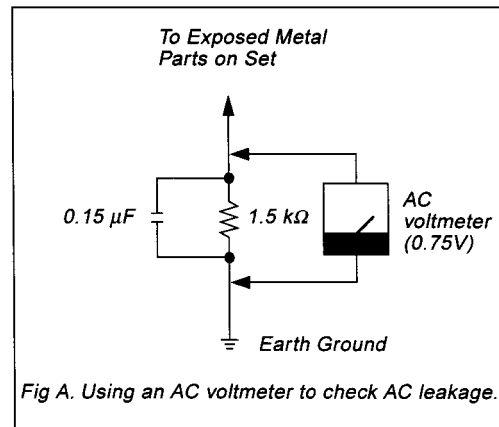 To Exposed Metal
Parts on Set
0.15 μF
1.5 kΩ
AC
voltmeter
(0.75V)
Earth Ground
Fig A. Using an AC voltmeter to check AC leakage.